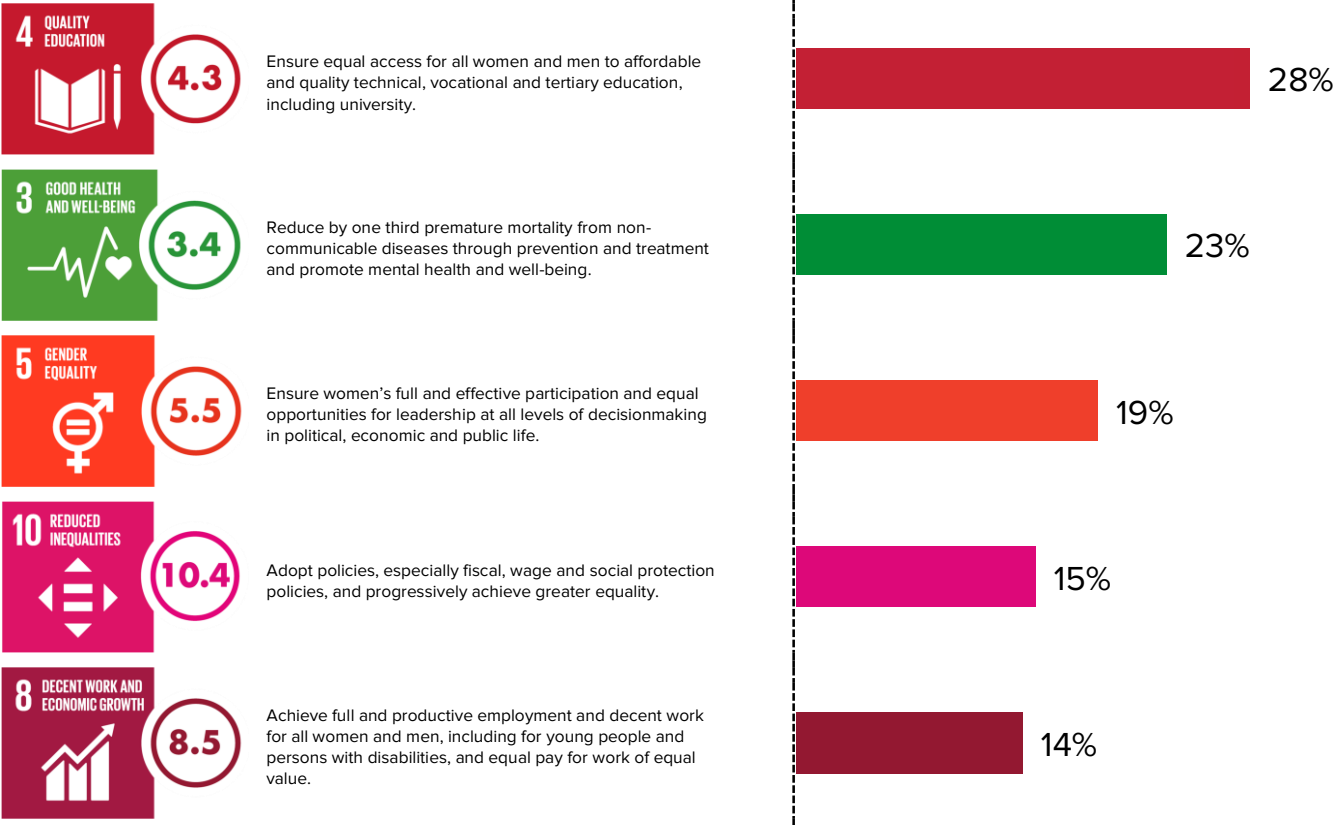 4 QUALITY
EDUCATION
4.3
Ensure equal access for all women and men to affordable
and quality technical, vocational and tertiary education,
including university.
28%
3 GOOD HEALTH
AND WELL-BEING
3.4
Reduce by one third premature mortality from non-
communicable diseases through prevention and treatment
and promote mental health and well-being.
23%
5 GENDER
EQUALITY
5.5
Ensure women’s full and effective participation and equal
opportunities for leadership at all levels of decisionmaking
in political, economic and public life.
19%
10 REDUCED
INEQUALITIES
10.4
Adopt policies, especially fiscal, wage and social protection
policies, and progressively achieve greater equality.
15%
8 DECENT WORK AND
ECONOMIC GROWTH
8.5
Achieve full and productive employment and decent work
for all women and men, including for young people and
persons with disabilities, and equal pay for work of equal
value.
14%